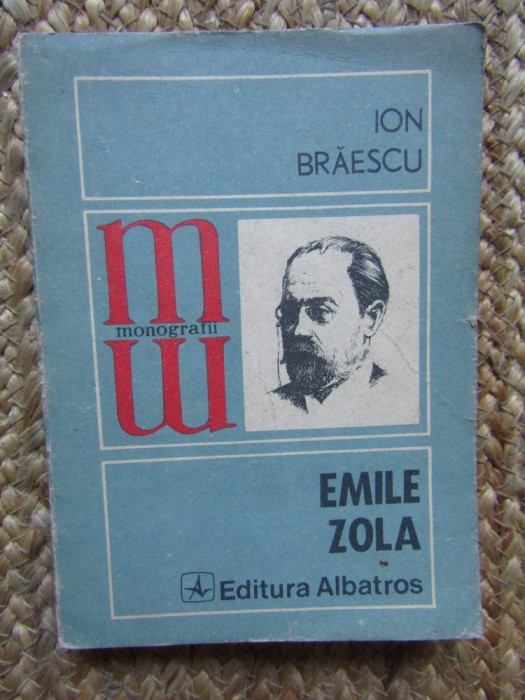 ION
BRĂESCU
m
monografii
m
EMILE
ZOLA
Editura Albatros